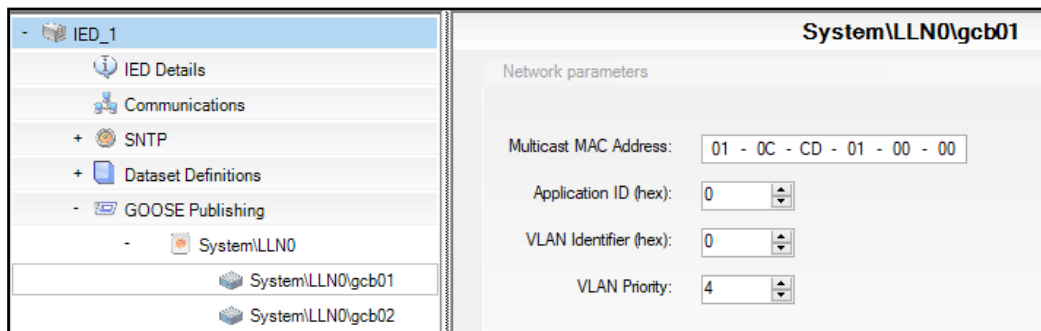 - IED_1
IED Details
Communications
+ SNTP
+ Dataset Definitions
- GOOSE Publishing
- System\LLN0
System\LLN0\gcb01
System\LLN0\gcb02
System\LLN0\gcb01
Network parameters
Multicast MAC Address: 01 - 0C - CD - 01 - 00 - 00
Application ID (hex): 0
VLAN Identifier (hex): 0
VLAN Priority: 4